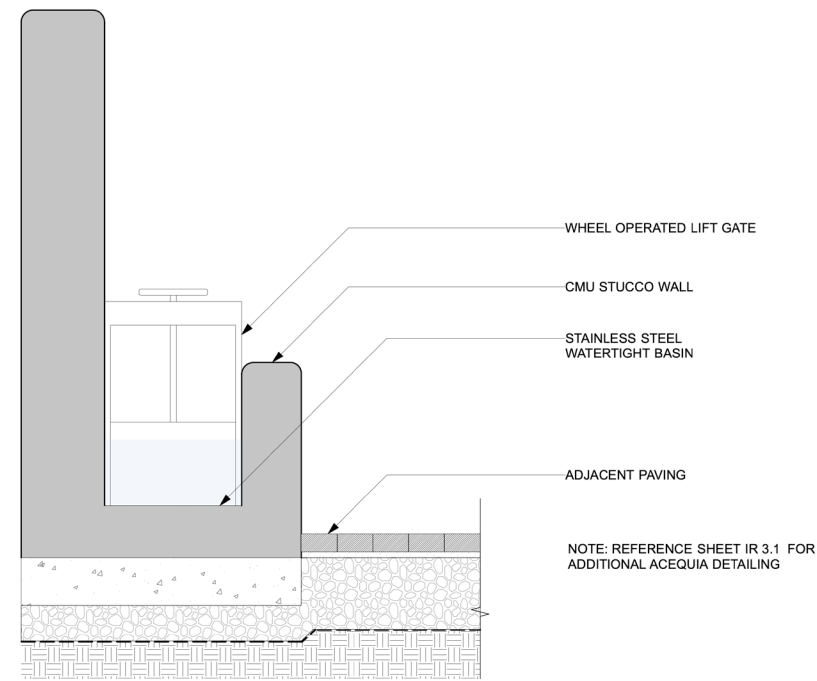 WHEEL OPERATED LIFT GATE
CMU STUCCO WALL
STAINLESS STEEL
WATERTIGHT BASIN
ADJACENT PAVING
NOTE: REFERENCE SHEET IR 3.1 FOR
ADDITIONAL ACEQUIA DETAILING